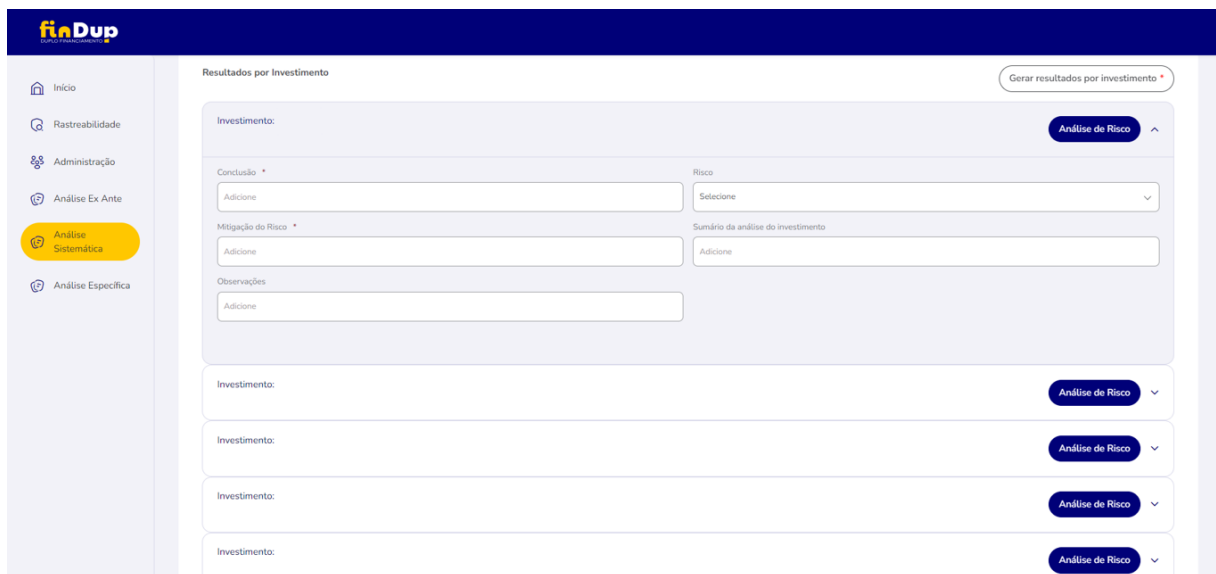 finDup
DUPLO FINANCIAMENTO
Início
Rastreabilidade
Administração
Análise Ex Ante
Análise
Sistemática
Análise Específica
Resultados por Investimento
Gerar resultados por investimento *
Investimento:
Análise de Risco
Conclusão *
Risco
Adicione
Selecione
Mitigação do Risco *
Sumário da análise do investimento
Adicione
Adicione
Observações
Adicione
Investimento:
Análise de Risco
Investimento:
Análise de Risco
Investimento:
Análise de Risco
Investimento:
Análise de Risco